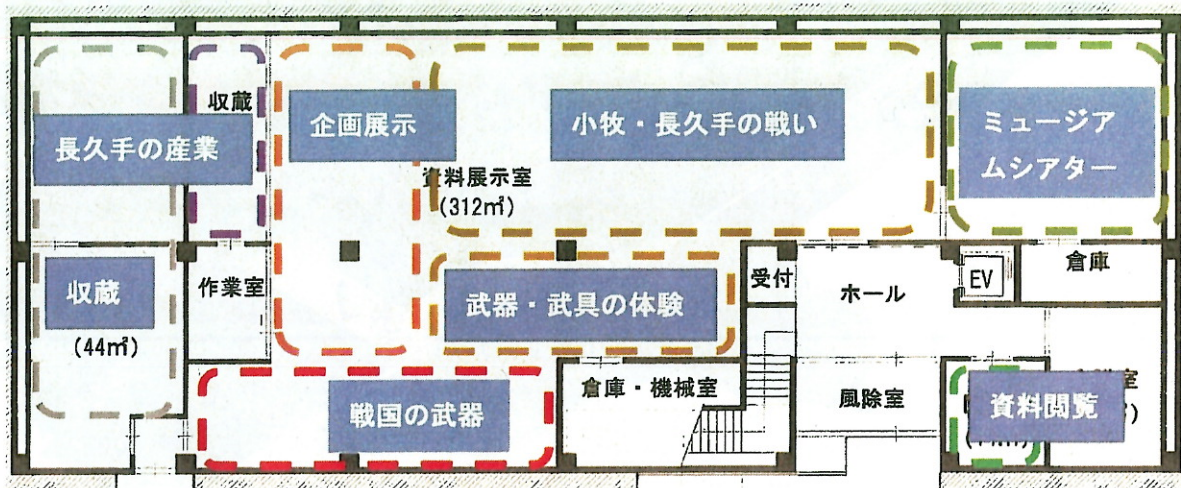 収蔵
企画展示
小牧・長久手の戦い
ミュージア
ムシアター
長久手の産業
資料展示室
(312㎡)
収蔵
(44㎡)
作業室
武器・武具の体験
受付
ホール
EV
倉庫
戦国の武器
倉庫・機械室
風除室
資料閲覧
室